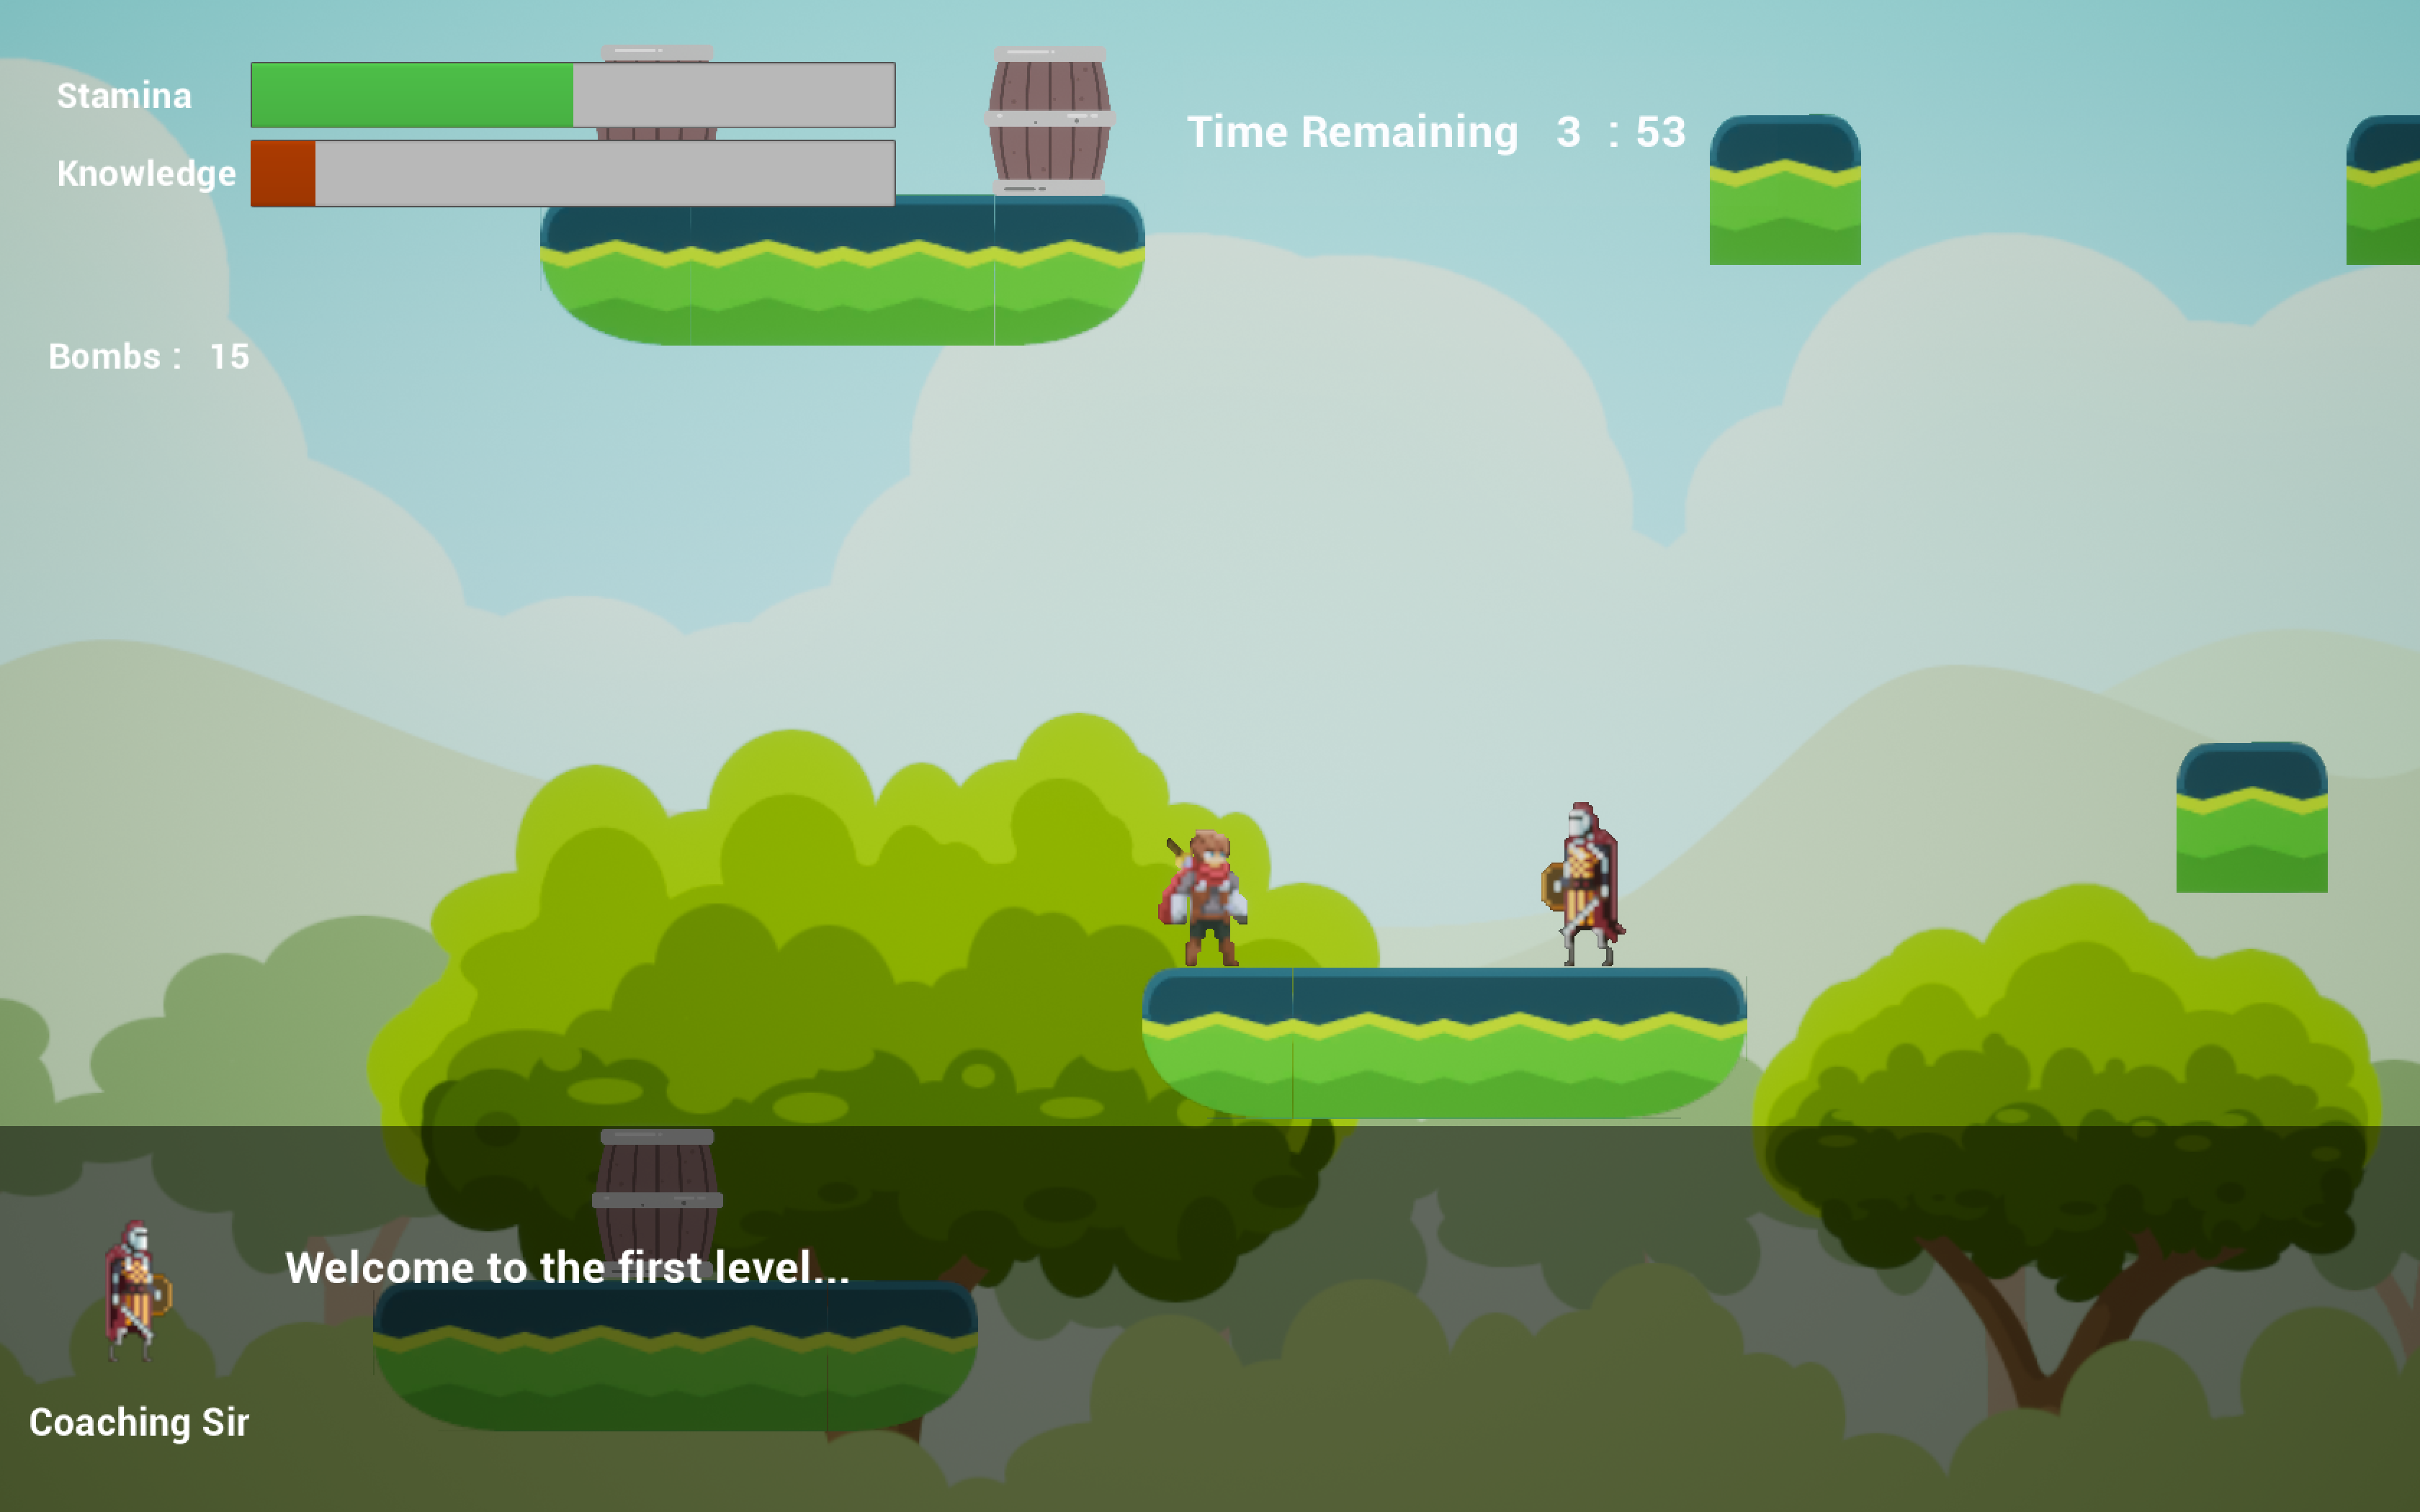 Stamina
Knowledge
Time Remaining 3 : 53
Bombs : 15
Welcome to the first level...
Coaching Sir